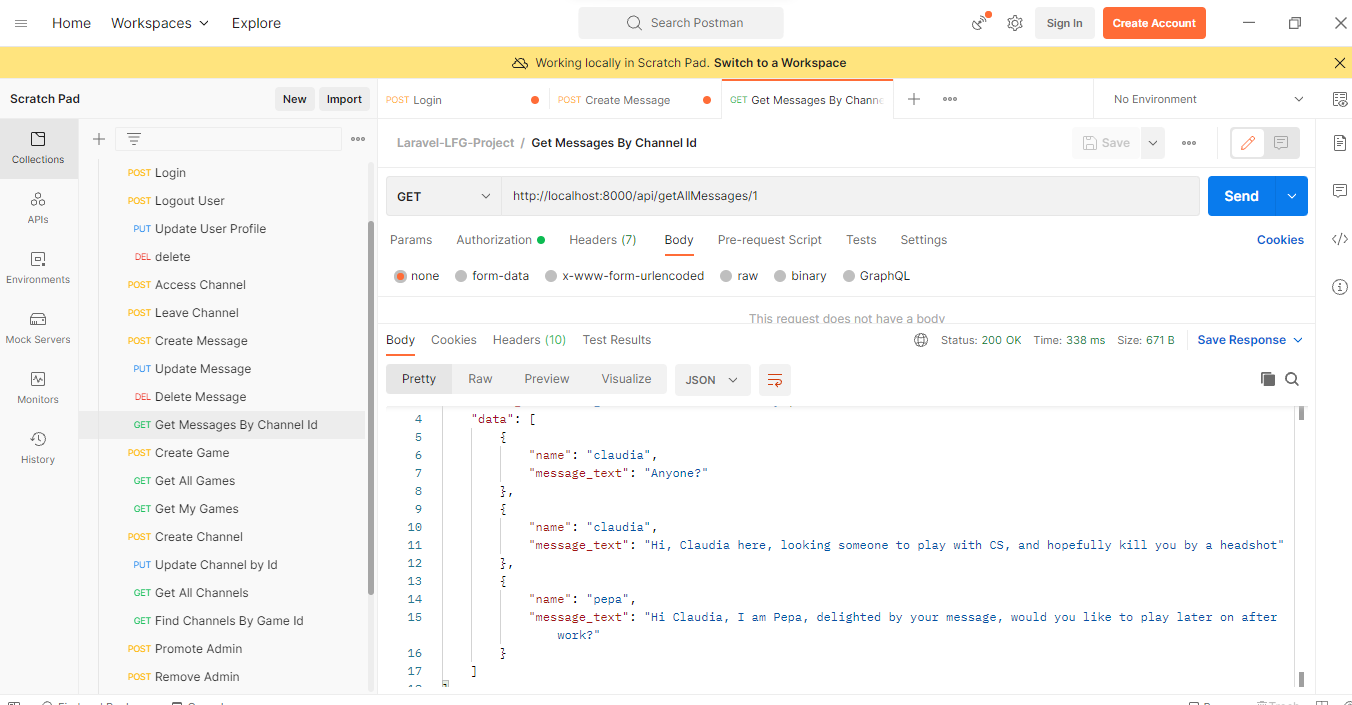 Home Workspaces Explore Search Postman Sign In Create Account
Working locally in Scratch Pad. Switch to a Workspace
Scratch Pad New Import
POST Login POST Create Message GET Get Messages By Channe No Environment
Collections
APIs
Environments
Mock Servers
Monitors
History
POST Login
POST Logout User
PUT Update User Profile
DEL delete
POST Access Channel
POST Leave Channel
POST Create Message
PUT Update Message
DEL Delete Message
GET Get Messages By Channel Id
POST Create Game
GET Get All Games
GET Get My Games
POST Create Channel
PUT Update Channel by Id
GET Get All Channels
GET Find Channels By Game Id
POST Promote Admin
POST Remove Admin
Laravel-LFG-Project / Get Messages By Channel Id Save
GET http://localhost:8000/api/getAllMessages/1 Send
Params Authorization Headers (7) Body Pre-request Script Tests Settings Cookies
none form-data x-www-form-urlencoded raw binary GraphQL
This request does not have a body
Body Cookies Headers (10) Test Results Status: 200 OK Time: 338 ms Size: 671 B Save Response
Pretty Raw Preview Visualize JSON
4 "data": [
5 {
6 "name": "claudia",
7 "message_text": "Anyone?"
8 },
9 {
10 "name": "claudia",
11 "message_text": "Hi, Claudia here, looking someone to play with CS, and hopefully kill you by a headshot"
12 },
13 {
14 "name": "pepa",
15 "message_text": "Hi Claudia, I am Pepa, delighted by your message, would you like to play later on after
work?"
16 }
17 ]